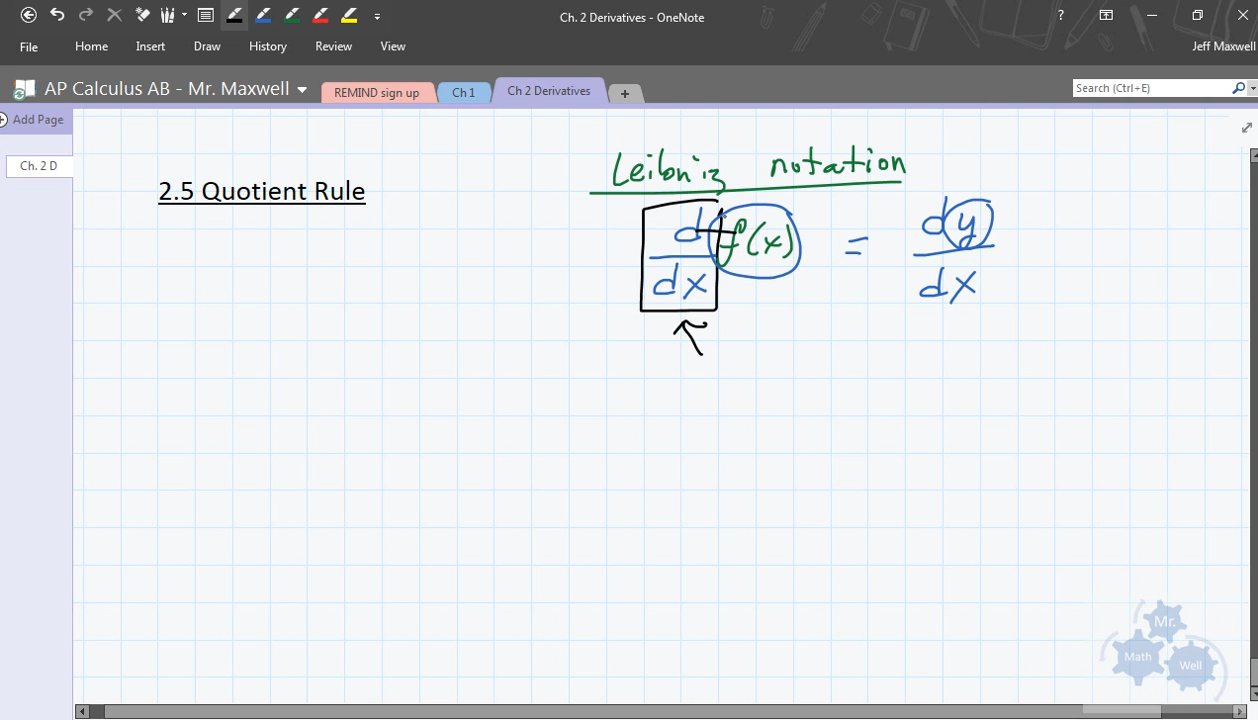 Ch. 2 Derivatives - OneNote
?
File
Home
Insert
Draw
History
Review
View
Jeff Maxwell
AP Calculus AB - Mr. Maxwell
REMIND sign up
Ch 1
Ch 2 Derivatives
+
Search (Ctrl+E)
Add Page
Ch. 2 D
2.5 Quotient Rule
Leibniz notation
d/dx f(x) = dy/dx
Mr.
Math
Well